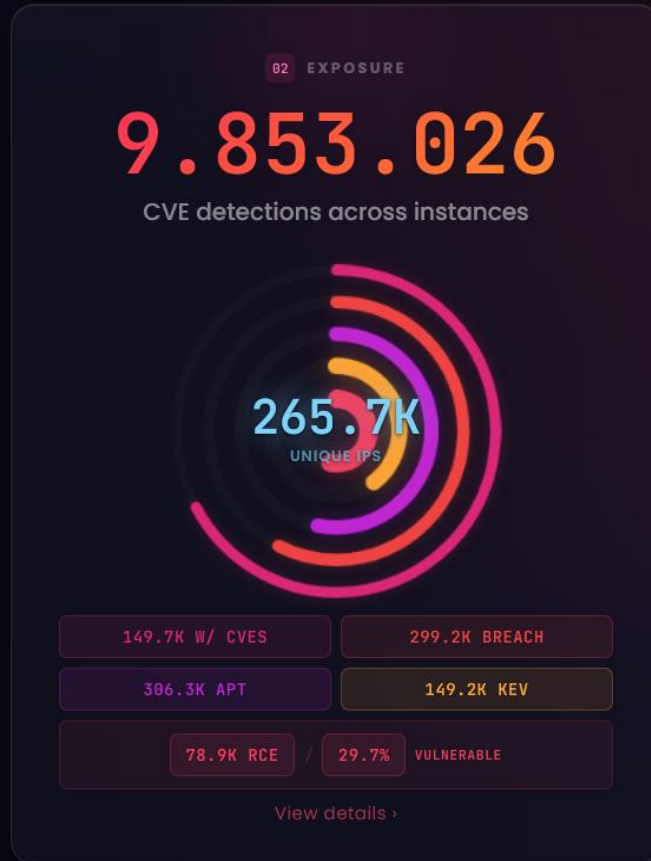 02 EXPOSURE
9.853.026
CVE detections across instances
265.7K
UNIQUE IPS
149.7K W/ CVES
299.2K BREACH
306.3K APT
149.2K KEV
78.9K RCE / 29.7% VULNERABLE
View details ›